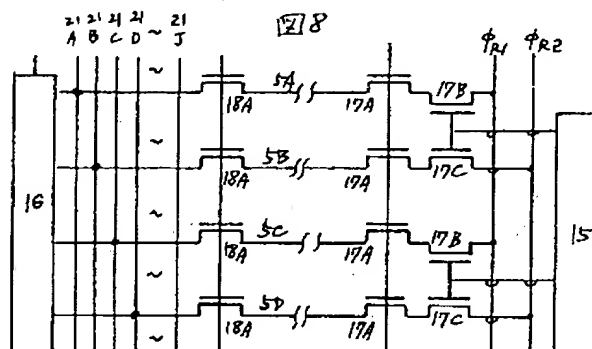 図8
21 21 21 21 21
A B C D ~ J
φR1 φR2
~
5A
17B
18A
17A
~
5B
18A
17A
17C
16
~
5C
17B
15
18A
17A
~
5D
18A
17A
17C
~